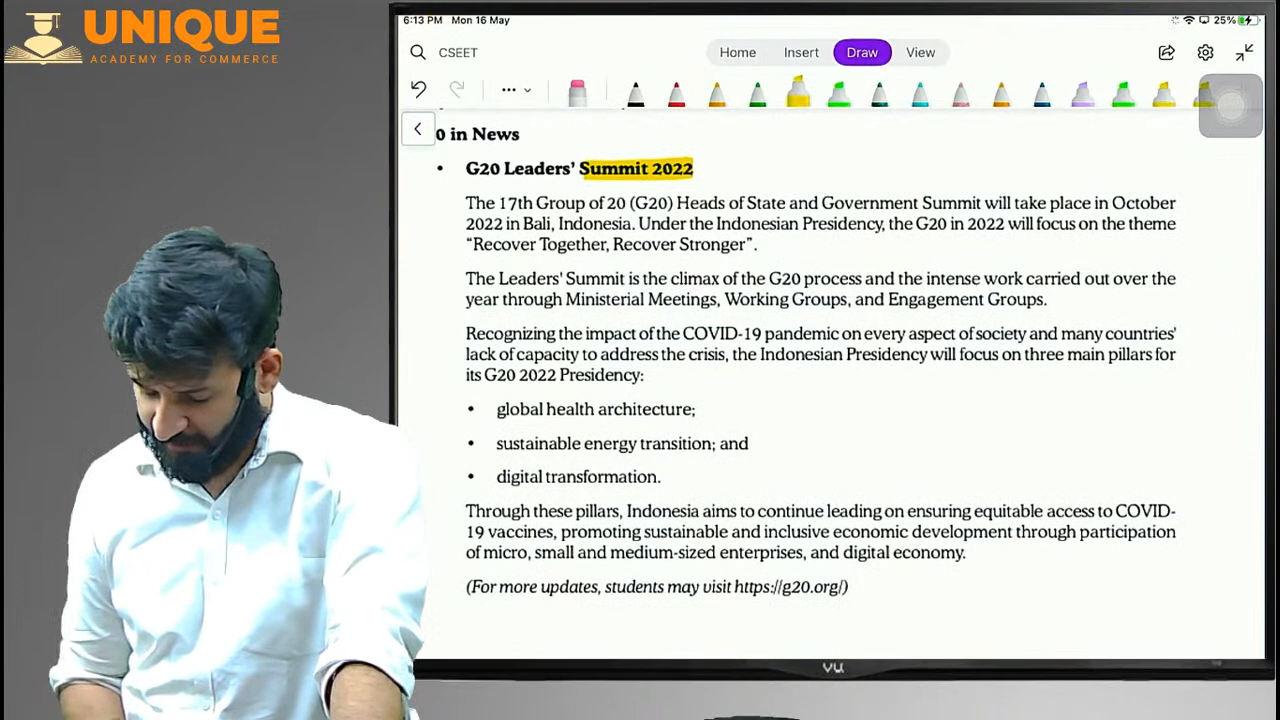 UNIQUE
ACADEMY FOR COMMERCE
6:13 PM Mon 16 May
25%
CSEET
Home Insert Draw View
0 in News
• G20 Leaders' Summit 2022
The 17th Group of 20 (G20) Heads of State and Government Summit will take place in October
2022 in Bali, Indonesia. Under the Indonesian Presidency, the G20 in 2022 will focus on the theme
“Recover Together, Recover Stronger”.
The Leaders' Summit is the climax of the G20 process and the intense work carried out over the
year through Ministerial Meetings, Working Groups, and Engagement Groups.
Recognizing the impact of the COVID-19 pandemic on every aspect of society and many countries'
lack of capacity to address the crisis, the Indonesian Presidency will focus on three main pillars for
its G20 2022 Presidency:
• global health architecture;
• sustainable energy transition; and
• digital transformation.
Through these pillars, Indonesia aims to continue leading on ensuring equitable access to COVID-
19 vaccines, promoting sustainable and inclusive economic development through participation
of micro, small and medium-sized enterprises, and digital economy.
(For more updates, students may visit https://g20.org/)
vu